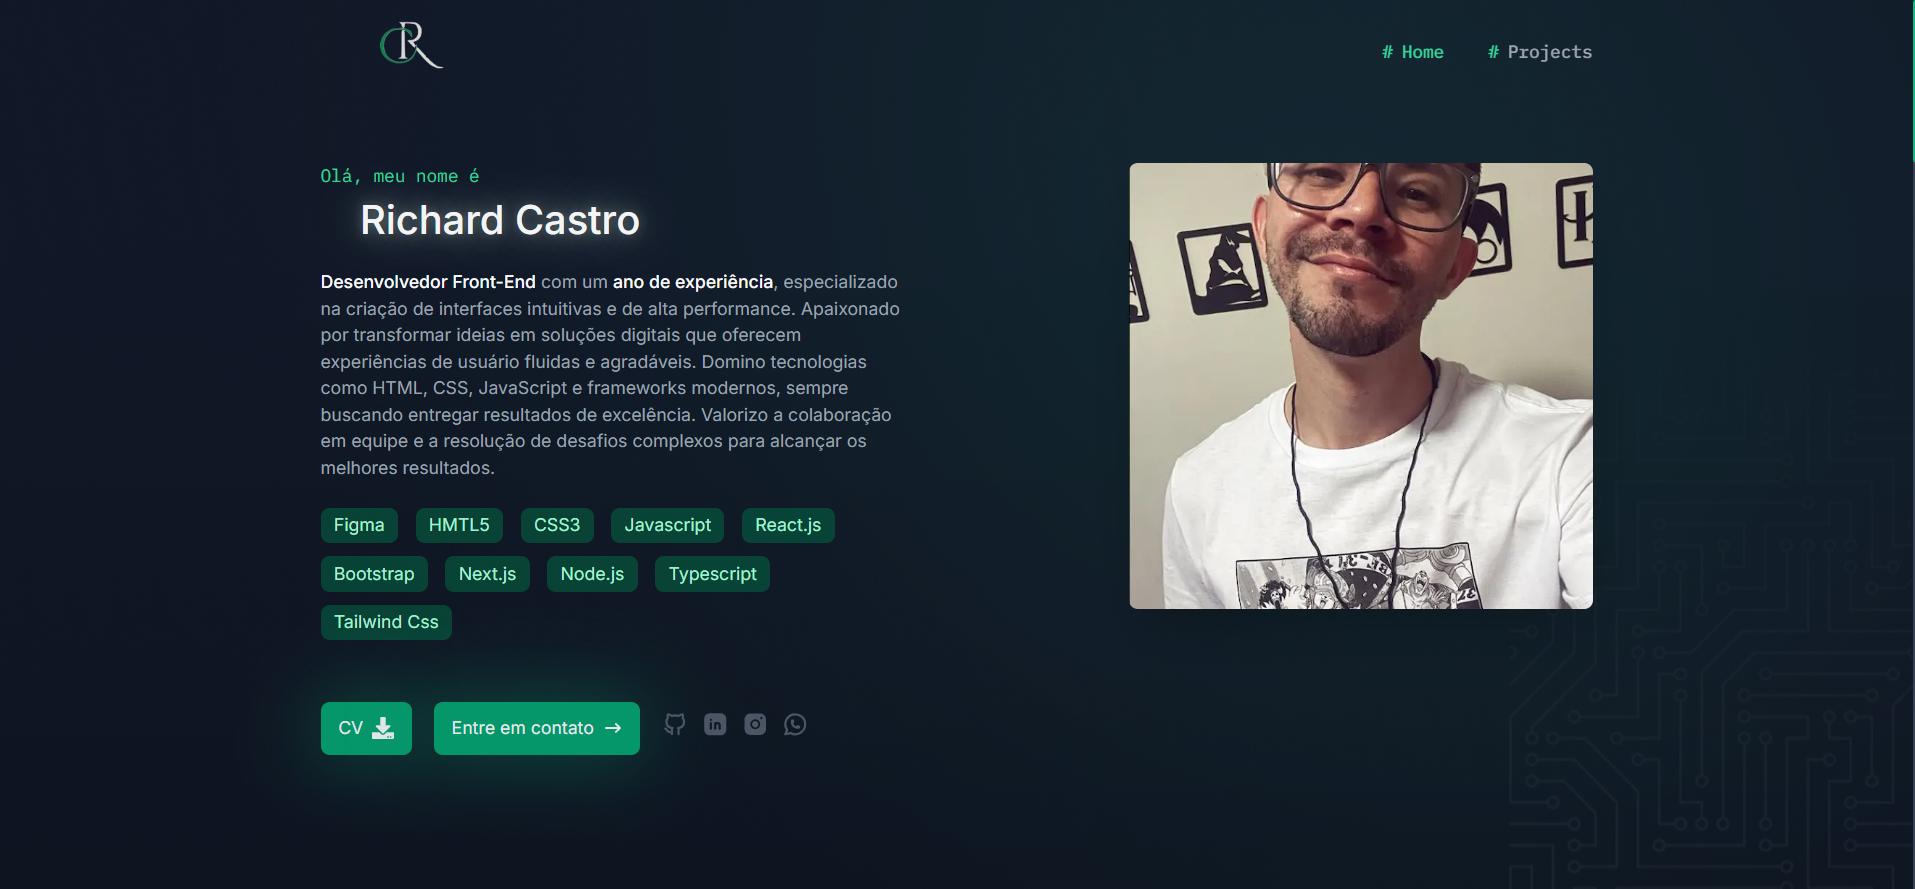 CR
# Home # Projects
Olá, meu nome é
Richard Castro
Desenvolvedor Front-End com um ano de experiência, especializado
na criação de interfaces intuitivas e de alta performance. Apaixonado
por transformar ideias em soluções digitais que oferecem
experiências de usuário fluidas e agradáveis. Domino tecnologias
como HTML, CSS, JavaScript e frameworks modernos, sempre
buscando entregar resultados de excelência. Valorizo a colaboração
em equipe e a resolução de desafios complexos para alcançar os
melhores resultados.
Figma HMTL5 CSS3 Javascript React.js
Bootstrap Next.js Node.js Typescript
Tailwind Css
CV Entre em contato →
in